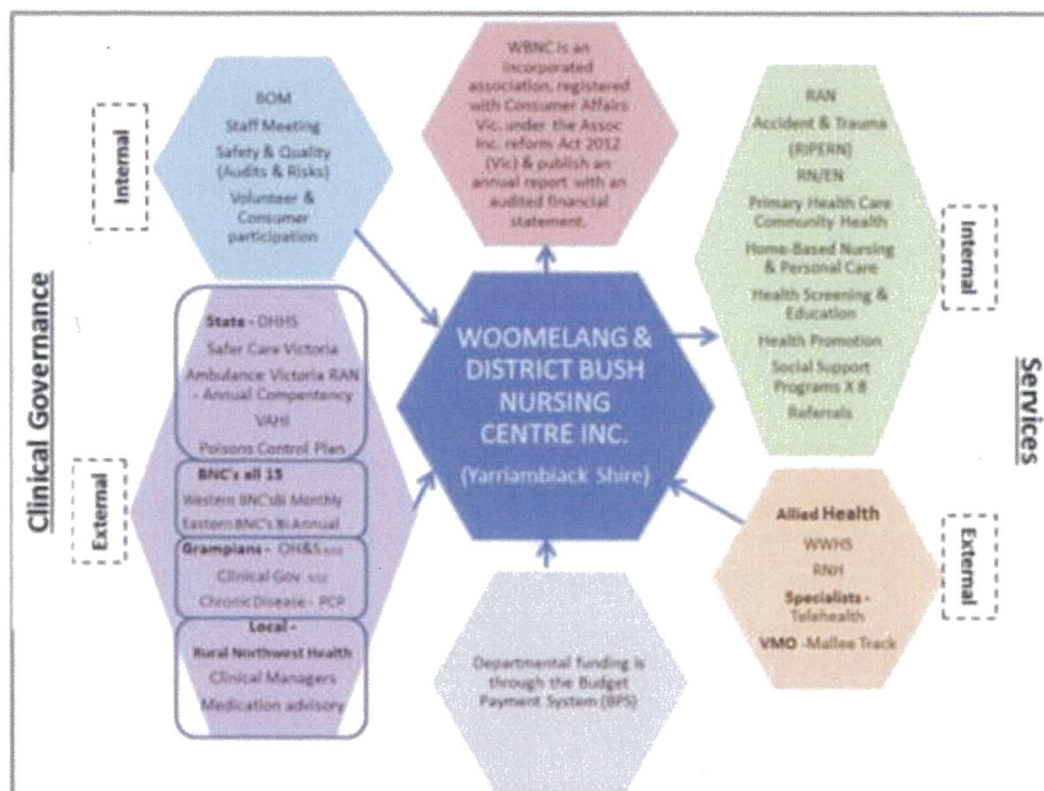 Clinical Governance
Internal
BOM
Staff Meeting
Safety & Quality
(Audits & Risks)
Volunteer &
Consumer
participation
External
State - DHHS
Safer Care Victoria
Ambulance Victoria RAN
- Annual Compentency
VAHI
Poisons Control Plan
BNC's all 15
Western BNC'sBi Monthly
Eastern BNC's Bi Annual
Grampians - OH&S
Clinical Gov
Chronic Disease - PCP
Local -
Rural Northwest Health
Clinical Managers
Medication advisory
WBNC is an
incorporated
association, registered
with Consumer Affairs
Vic. under the Assoc
Inc. reform Act 2012
(Vic) & publish an
annual report with an
audited financial
statement.
WOOMELANG &
DISTRICT BUSH
NURSING
CENTRE INC.
(Yarriambiack Shire)
Departmental funding is
through the Budget
Payment System (BPS)
Services
Internal
RAN
Accident & Trauma
(RIPERN)
RN/EN
Primary Health Care
Community Health
Home-Based Nursing
& Personal Care
Health Screening &
Education
Health Promotion
Social Support
Programs X 8
Referrals
External
Allied Health
WWHS
RNH
Specialists -
Telehealth
VMO -Mallee Track